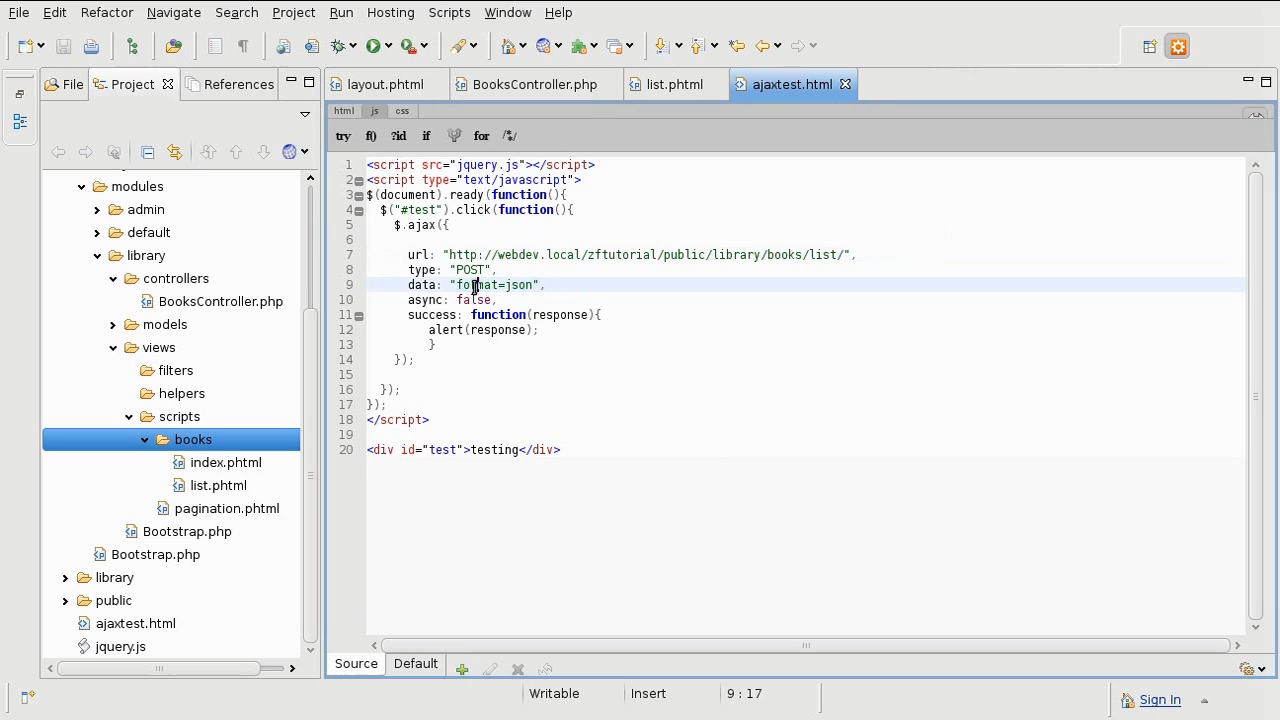 File Edit Refactor Navigate Search Project Run Hosting Scripts Window Help
File Project References
layout.phtml BooksController.php list.phtml ajaxtest.html
html js css
try f() ?id if for /*/
modules
admin
default
library
controllers
BooksController.php
models
views
filters
helpers
scripts
books
index.phtml
list.phtml
pagination.phtml
Bootstrap.php
Bootstrap.php
library
public
ajaxtest.html
jquery.js
1 <script src="jquery.js"></script>
2 <script type="text/javascript">
3 $(document).ready(function(){
4 $("#test").click(function(){
5 $.ajax({
6
7 url: "http://webdev.local/zftutorial/public/library/books/list/",
8 type: "POST",
9 data: "format=json",
10 async: false,
11 success: function(response){
12 alert(response);
13 }
14 });
15
16 });
17 });
18 </script>
19
20 <div id="test">testing</div>
Source Default
Writable Insert 9 : 17 Sign In